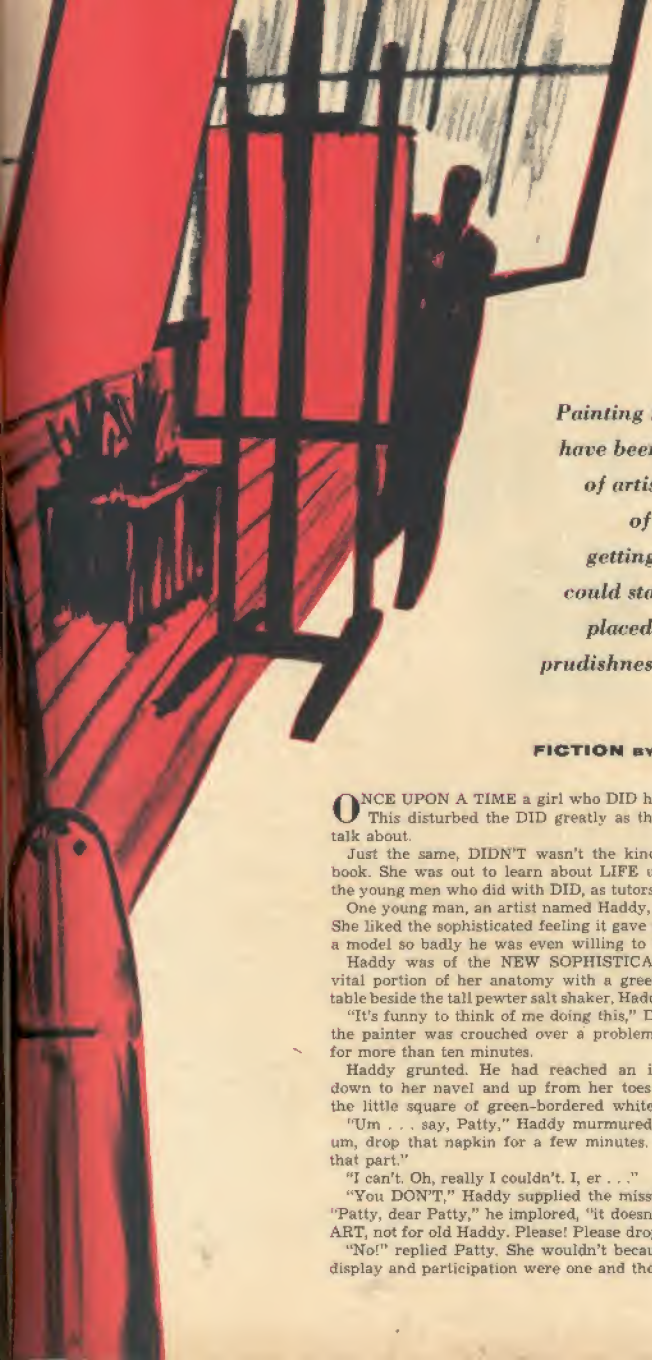 Painting
have been
of artis
of
getting
could sta
placed
prudishnes
FICTION BY
ONCE UPON A TIME a girl who DID h
This disturbed the DID greatly as th
talk about.
Just the same, DIDN'T wasn't the kind
book. She was out to learn about LIFE u
the young men who did with DID, as tutors
One young man, an artist named Haddy,
She liked the sophisticated feeling it gave
a model so badly he was even willing to
Haddy was of the NEW SOPHISTICA
vital portion of her anatomy with a gree
table beside the tall pewter salt shaker, Hadd
"It's funny to think of me doing this," D
the painter was crouched over a problem
for more than ten minutes.
Haddy grunted. He had reached an i
down to her navel and up from her toes
the little square of green-bordered white
"Um . . . say, Patty," Haddy murmured
um, drop that napkin for a few minutes.
that part."
"I can't. Oh, really I couldn't. I, er . . ."
"You DON'T," Haddy supplied the miss
"Patty, dear Patty," he implored, "it doesn
ART, not for old Haddy. Please! Please drop
"No!" replied Patty. She wouldn't becau
display and participation were one and the